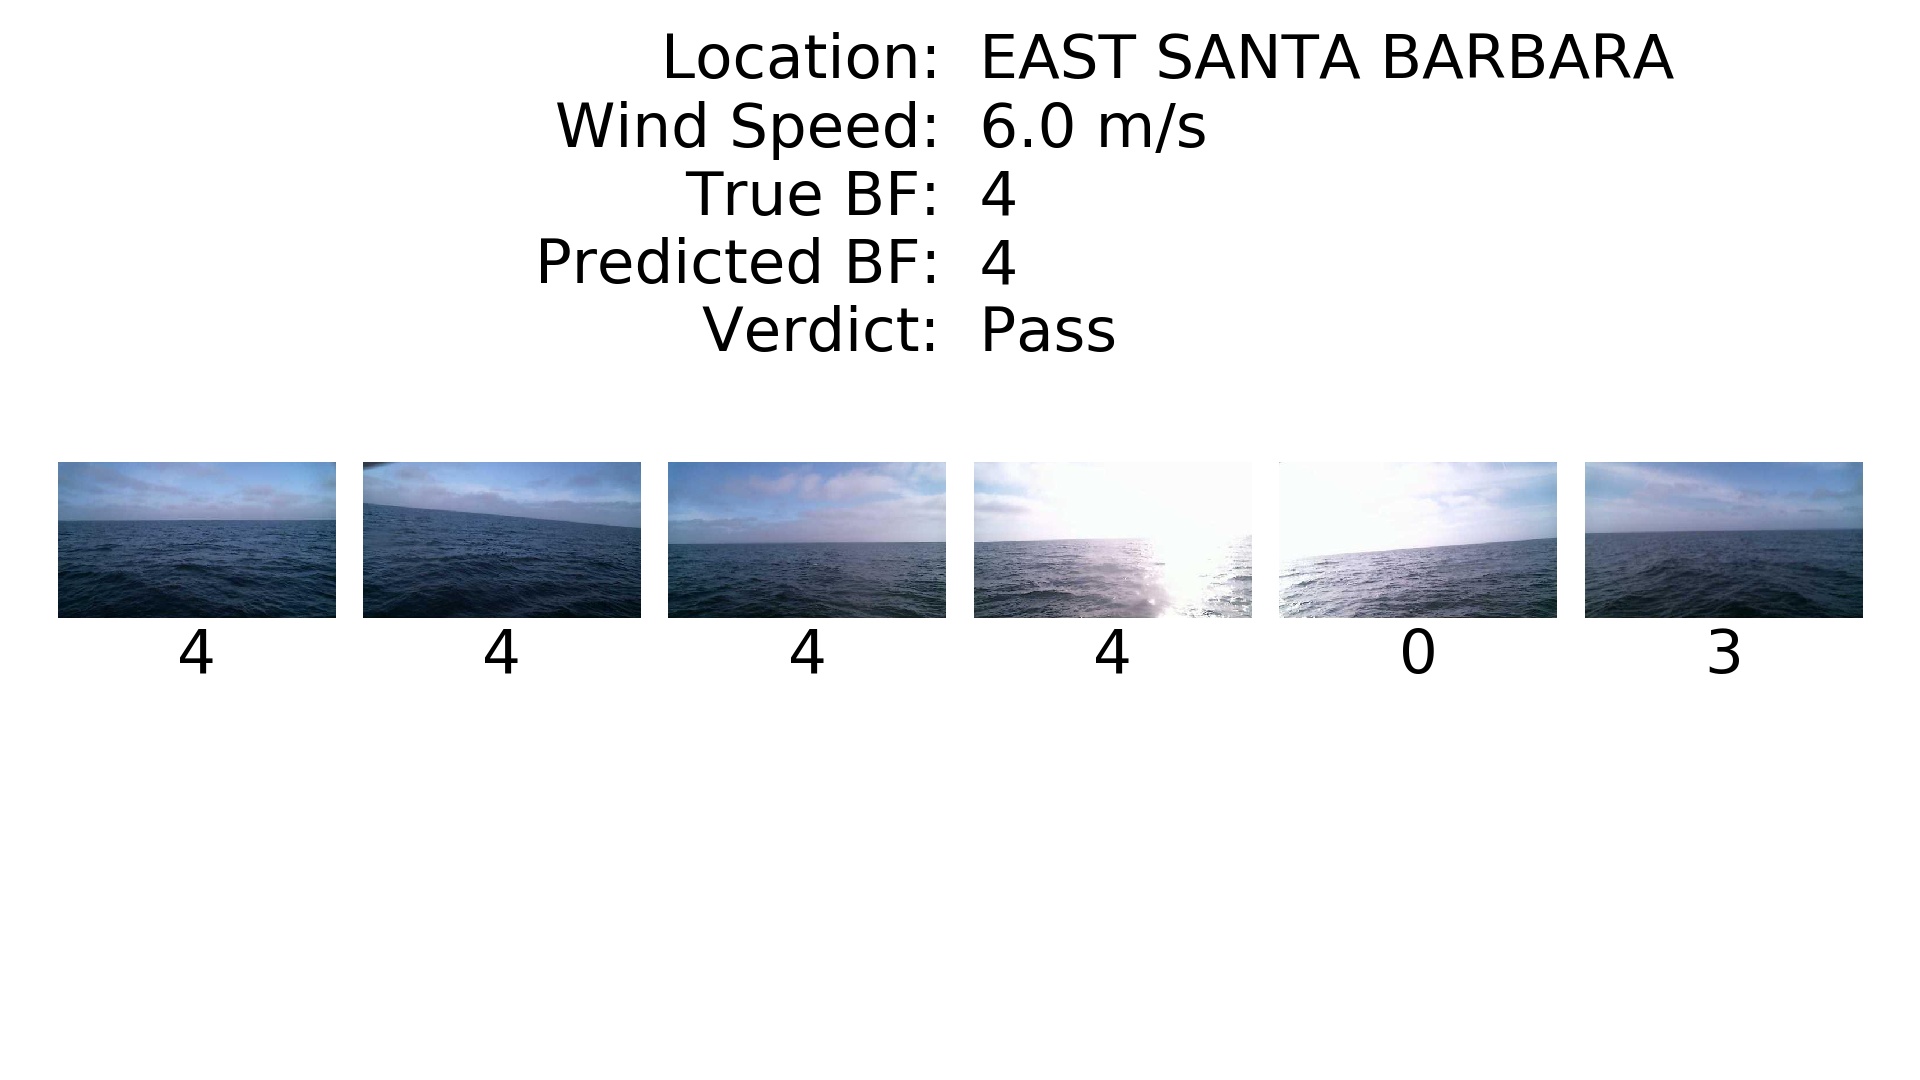 Location: EAST SANTA BARBARA
Wind Speed: 6.0 m/s
True BF: 4
Predicted BF: 4
Verdict: Pass
4 4 4 4 0 3